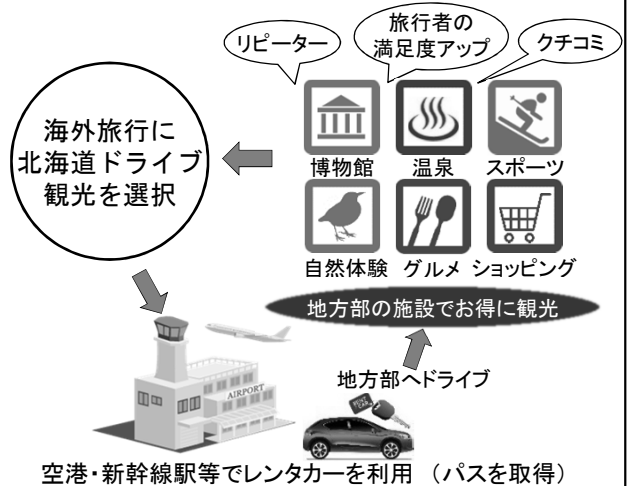 リピーター
旅行者の
満足度アップ
クチコミ
海外旅行に
北海道ドライブ
観光を選択
博物館
温泉
スポーツ
自然体験
グルメ
ショッピング
地方部の施設でお得に観光
地方部へドライブ
AIRPORT
RENT
CAR
空港・新幹線駅等でレンタカーを利用 (パスを取得)